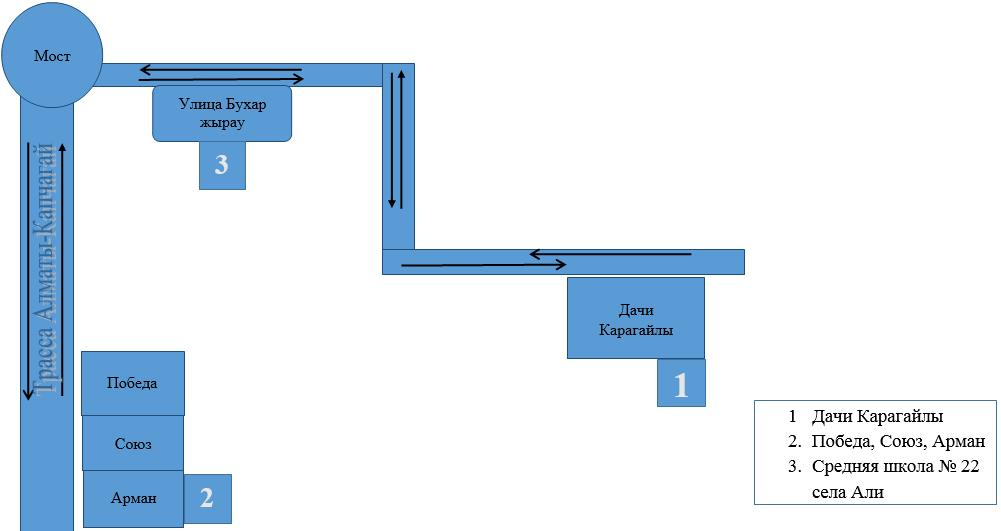 Мост
Улица Бухар
жырау
3
Трасса Алматы-Капчагай
Дачи
Карагайлы
1
Победа
Союз
Арман
2
1 Дачи Карагайлы
2. Победа, Союз, Арман
3. Средняя школа № 22
села Али